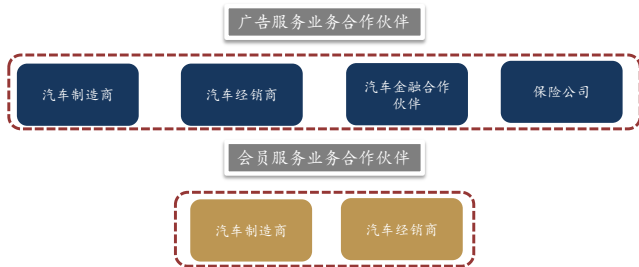 广告服务业务合作伙伴
汽车制造商
汽车经销商
汽车金融合作
伙伴
保险公司
会员服务业务合作伙伴
汽车制造商
汽车经销商